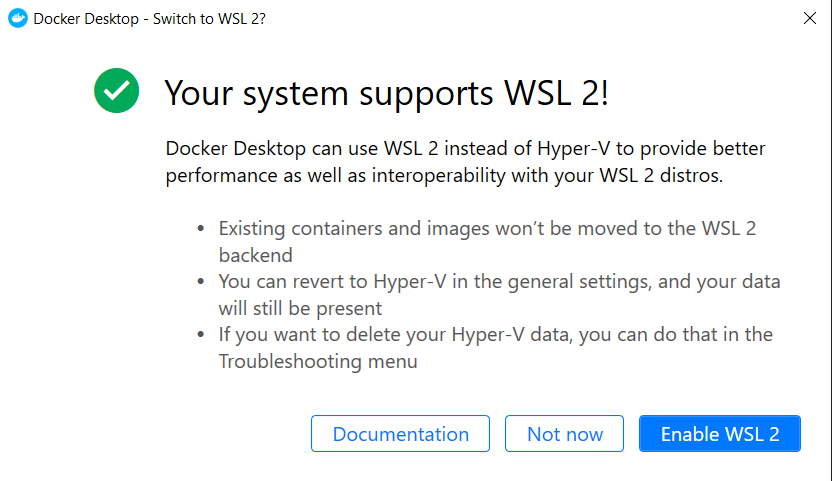 Docker Desktop - Switch to WSL 2?
Your system supports WSL 2!
Docker Desktop can use WSL 2 instead of Hyper-V to provide better
performance as well as interoperability with your WSL 2 distros.
• Existing containers and images won’t be moved to the WSL 2
backend
• You can revert to Hyper-V in the general settings, and your data
will still be present
• If you want to delete your Hyper-V data, you can do that in the
Troubleshooting menu
Documentation
Not now
Enable WSL 2